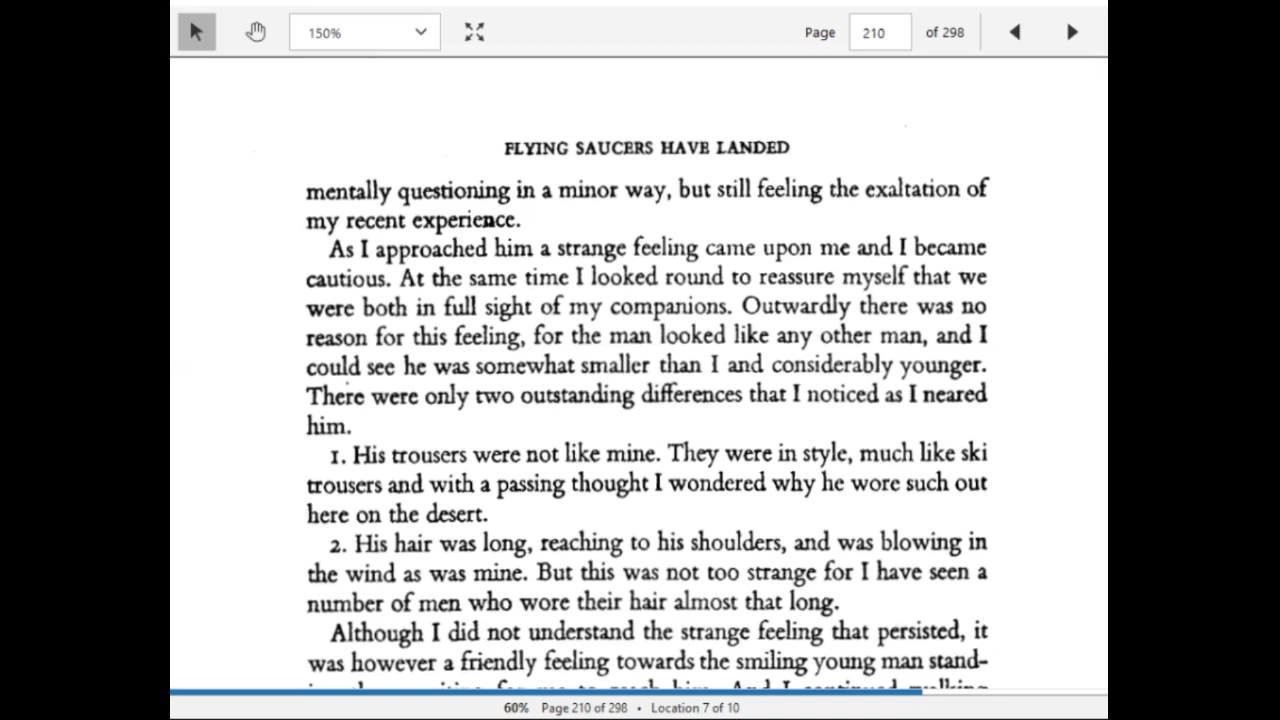 150%
Page 210 of 298
FLYING SAUCERS HAVE LANDED
mentally questioning in a minor way, but still feeling the exaltation of
my recent experience.
As I approached him a strange feeling came upon me and I became
cautious. At the same time I looked round to reassure myself that we
were both in full sight of my companions. Outwardly there was no
reason for this feeling, for the man looked like any other man, and I
could see he was somewhat smaller than I and considerably younger.
There were only two outstanding differences that I noticed as I neared
him.
1. His trousers were not like mine. They were in style, much like ski
trousers and with a passing thought I wondered why he wore such out
here on the desert.
2. His hair was long, reaching to his shoulders, and was blowing in
the wind as was mine. But this was not too strange for I have seen a
number of men who wore their hair almost that long.
Although I did not understand the strange feeling that persisted, it
was however a friendly feeling towards the smiling young man stand-
60% Page 210 of 298 • Location 7 of 10